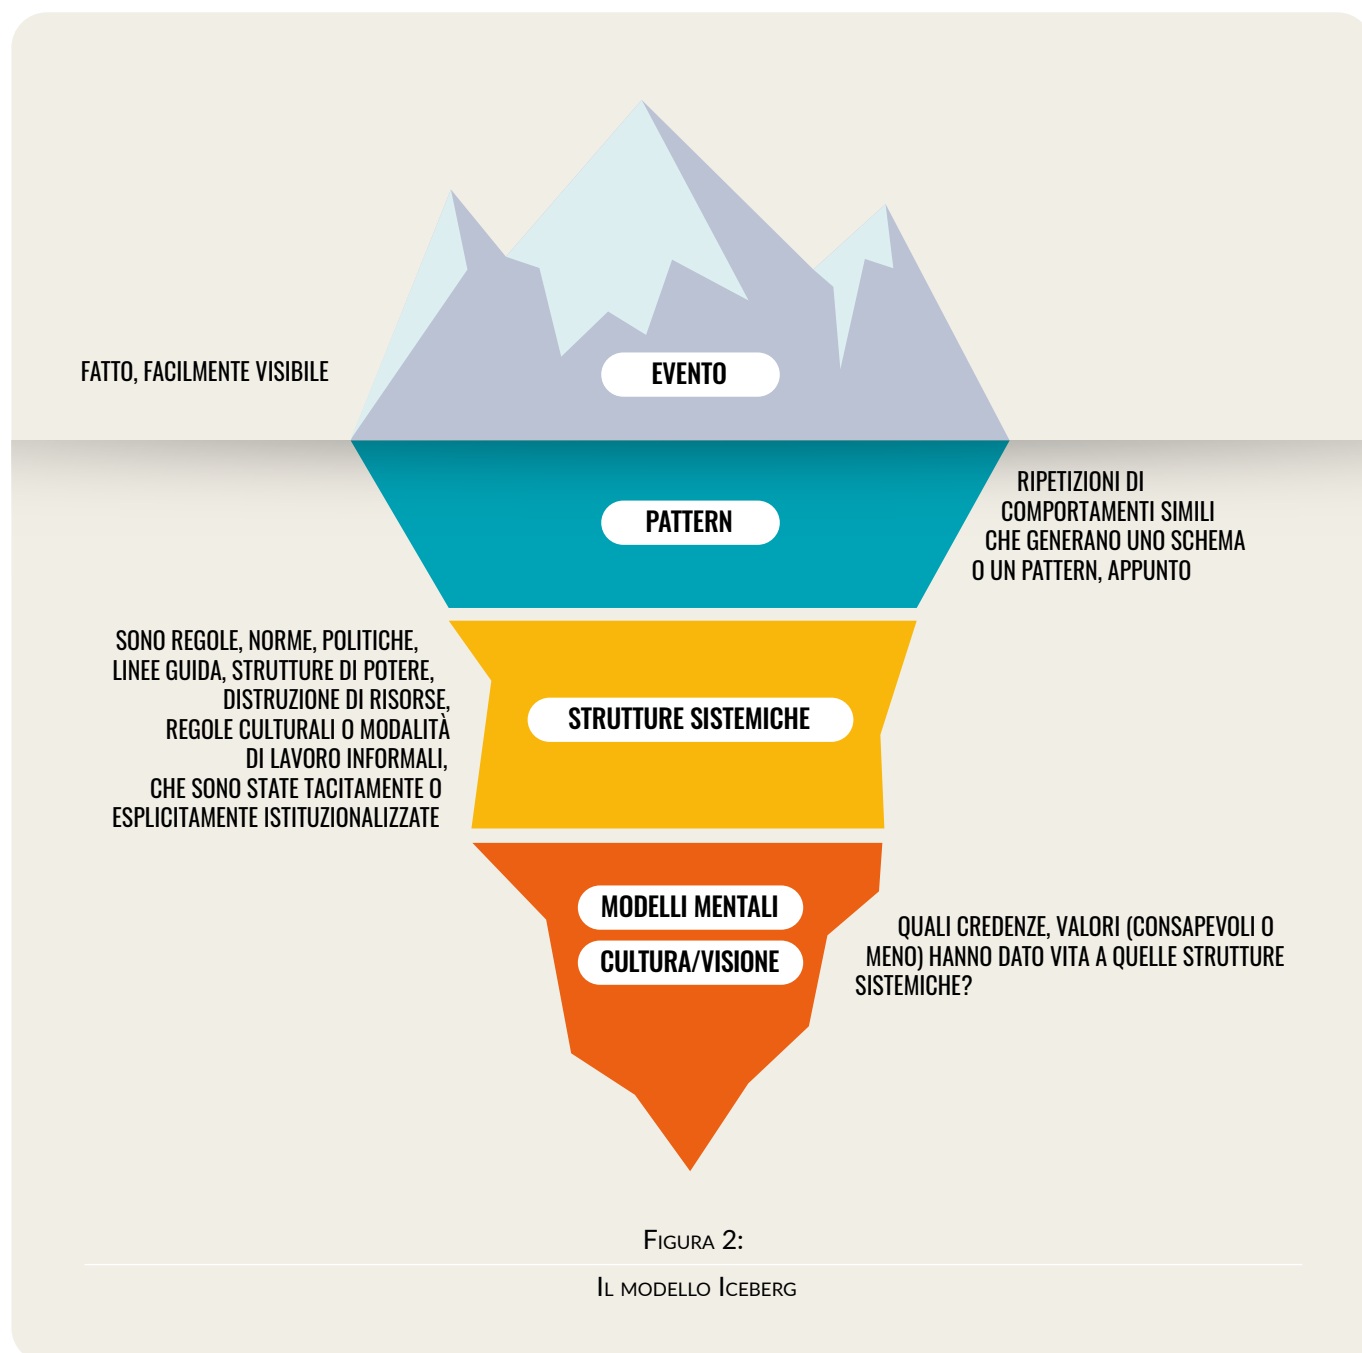 FATTO, FACILMENTE VISIBILE
EVENTO
PATTERN
RIPETIZIONI DI
COMPORTAMENTI SIMILI
CHE GENERANO UNO SCHEMA
O UN PATTERN, APPUNTO
SONO REGOLE, NORME, POLITICHE,
LINEE GUIDA, STRUTTURE DI POTERE,
DISTRUZIONE DI RISORSE,
REGOLE CULTURALI O MODALITÀ
DI LAVORO INFORMALI,
CHE SONO STATE TACITAMENTE O
ESPLICITAMENTE ISTITUZIONALIZZATE
STRUTTURE SISTEMICHE
MODELLI MENTALI
CULTURA/VISIONE
QUALI CREDENZE, VALORI (CONSAPEVOLI O
MENO) HANNO DATO VITA A QUELLE STRUTTURE
SISTEMICHE?
Figura 2:
Il modello Iceberg